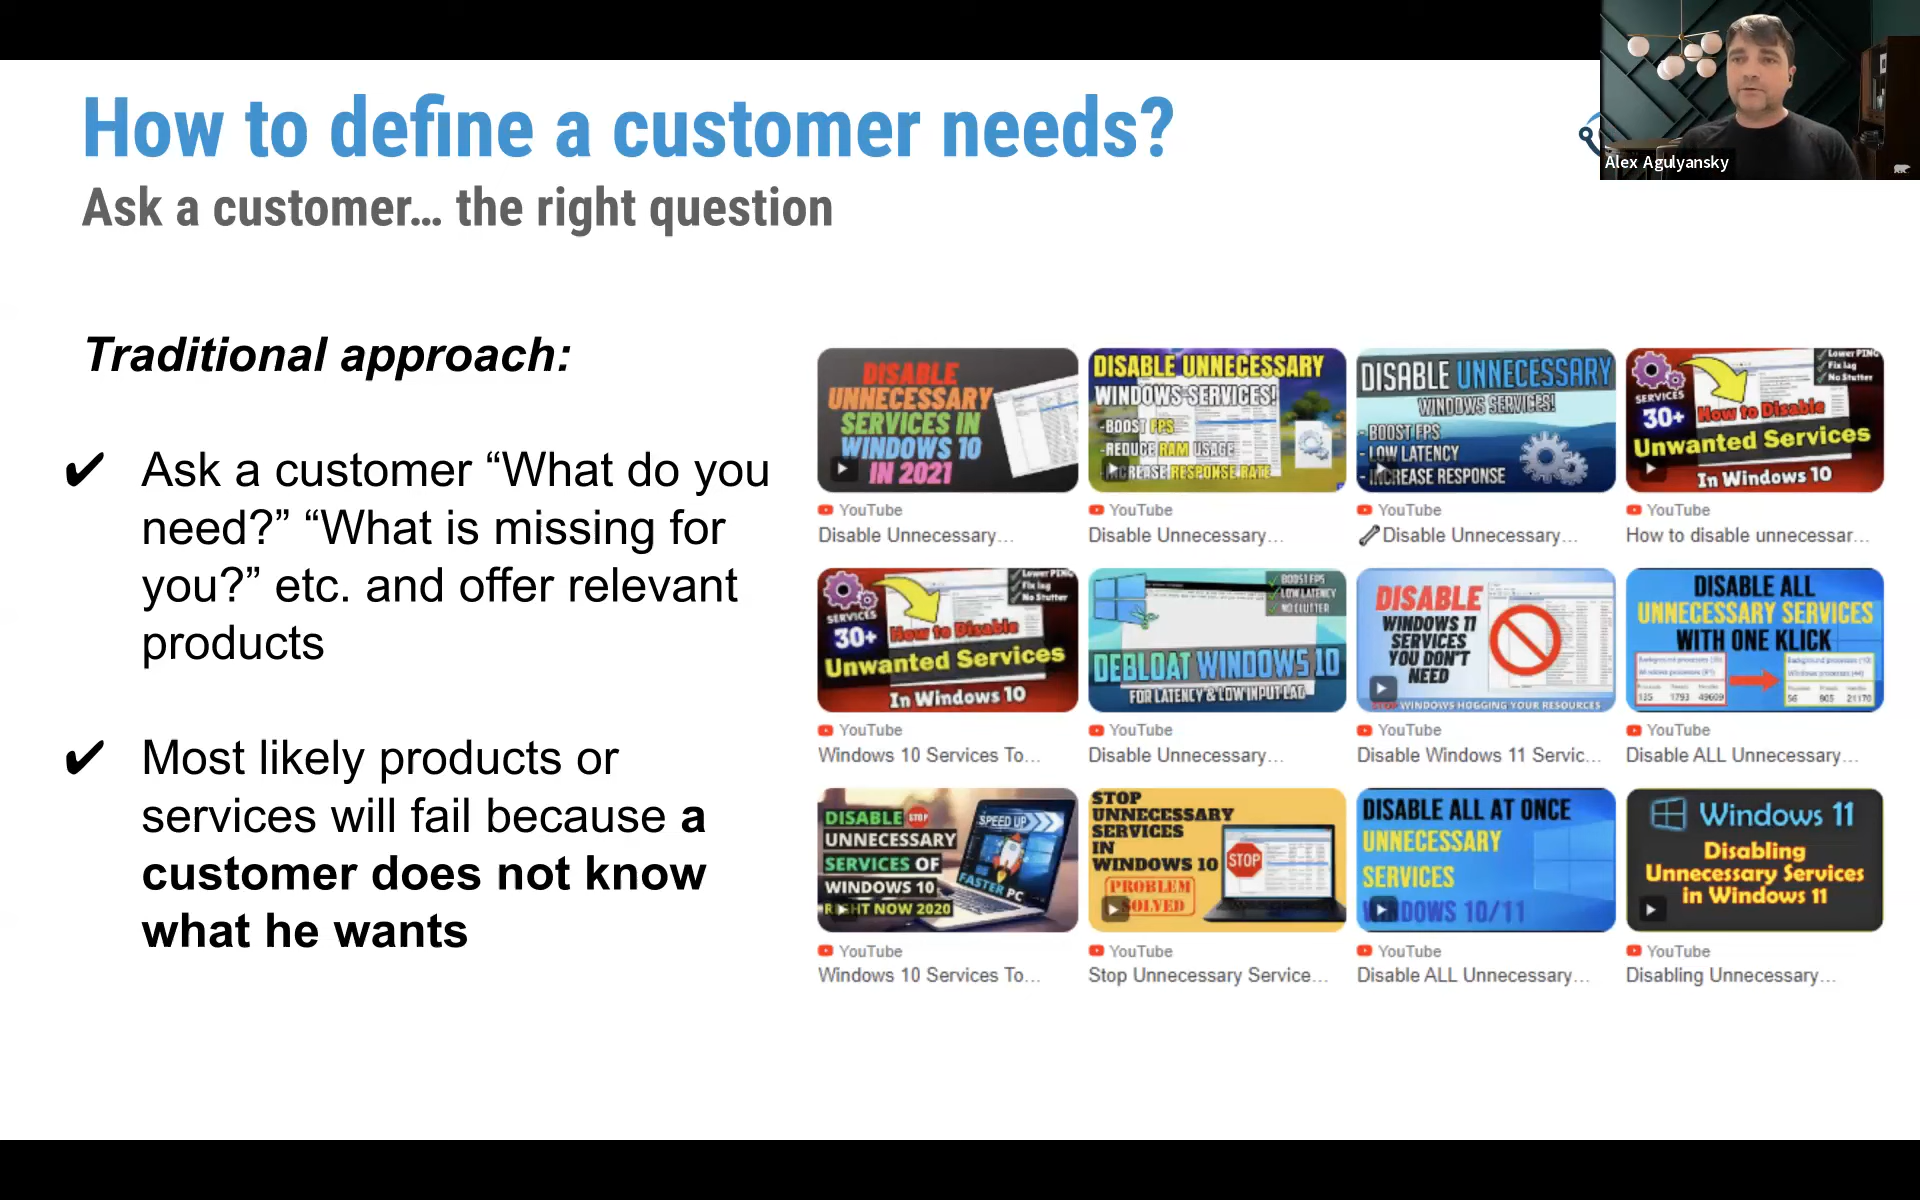 How to define a customer needs?
Ask a customer... the right question
Alex Agulyansky
Traditional approach:
✔ Ask a customer “What do you
need?” “What is missing for
you?” etc. and offer relevant
products
✔ Most likely products or
services will fail because a
customer does not know
what he wants
DISABLE
UNNECESSARY
SERVICES IN
WINDOWS 10
IN 2021
YouTube
Disable Unnecessary...
DISABLE UNNECESSARY
WINDOWS SERVICES!
-BOOST FPS
-REDUCE RAM USAGE
-INCREASE RESPONSE RATE
YouTube
Disable Unnecessary...
DISABLE UNNECESSARY
WINDOWS SERVICES!
- BOOST FPS
- LOW LATENCY
- INCREASE RESPONSE
YouTube
Disable Unnecessary...
Lower PING
Fix lag
No Stutter
SERVICES
30+
How to Disable
Unwanted Services
In Windows 10
YouTube
How to disable unnecessar...
Lower PING
Fix lag
No Stutter
SERVICES
30+
How to Disable
Unwanted Services
In Windows 10
YouTube
Windows 10 Services To...
BOOST FPS
LOW LATENCY
NO CLUTTER
DEBLOAT WINDOWS 10
FOR LATENCY & LOW INPUT LAG
YouTube
Disable Unnecessary...
DISABLE
WINDOWS 11
SERVICES
YOU DON'T
NEED
STOP WINDOWS HOGGING YOUR RESOURCES
YouTube
Disable Windows 11 Servic...
DISABLE ALL
UNNECESSARY SERVICES
WITH ONE KLICK
135 1793 49609
56 905 21170
YouTube
Disable ALL Unnecessary...
DISABLE STOP
UNNECESSARY
SERVICES OF
WINDOWS 10
RIGHT NOW 2020
SPEED UP
FASTER PC
YouTube
Windows 10 Services To...
STOP
UNNECESSARY
SERVICES
IN
WINDOWS 10
PROBLEM
SOLVED
STOP
YouTube
Stop Unnecessary Service...
DISABLE ALL AT ONCE
UNNECESSARY
SERVICES
WINDOWS 10/11
YouTube
Disable ALL Unnecessary...
Windows 11
Disabling
Unnecessary Services
in Windows 11
YouTube
Disabling Unnecessary...